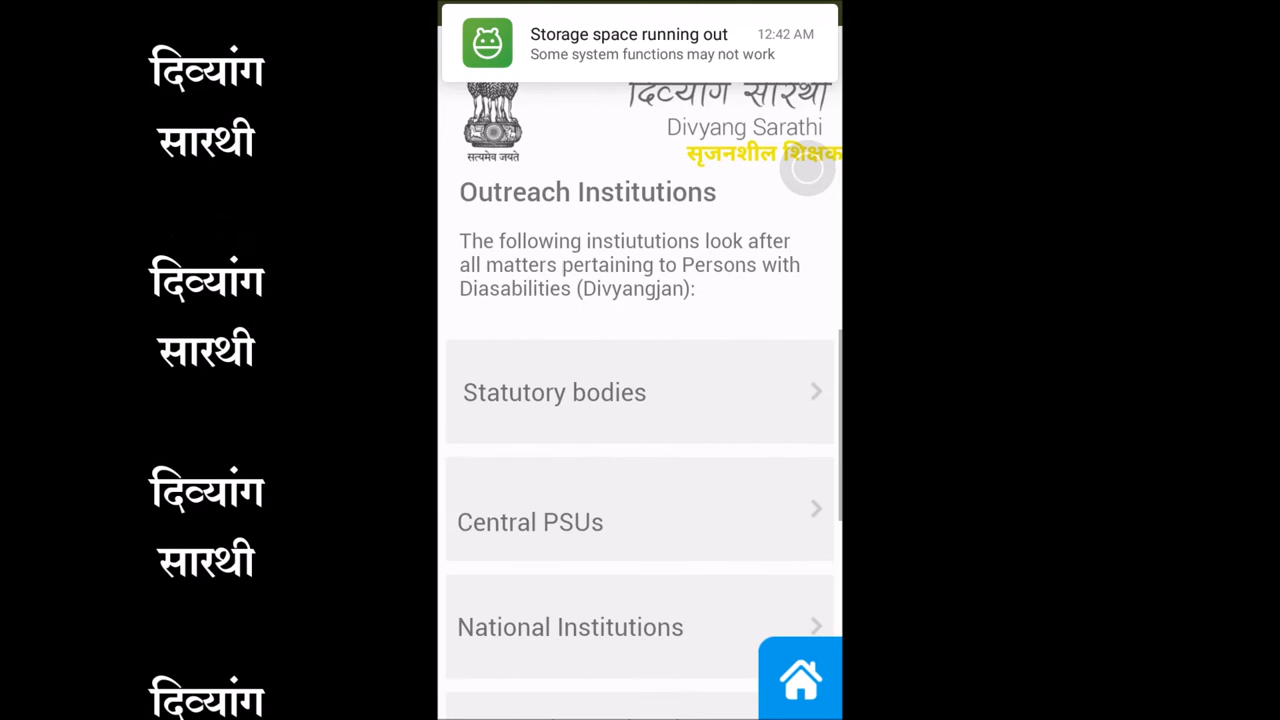 दिव्यांग
सारथी
दिव्यांग
सारथी
दिव्यांग
सारथी
दिव्यांग
Storage space running out
12:42 AM
Some system functions may not work
सत्यमेव जयते
दिव्यांग सारथी
Divyang Sarathi
सृजनशील शिक्षक
Outreach Institutions
The following instiututions look after
all matters pertaining to Persons with
Diasabilities (Divyangjan):
Statutory bodies
Central PSUs
National Institutions